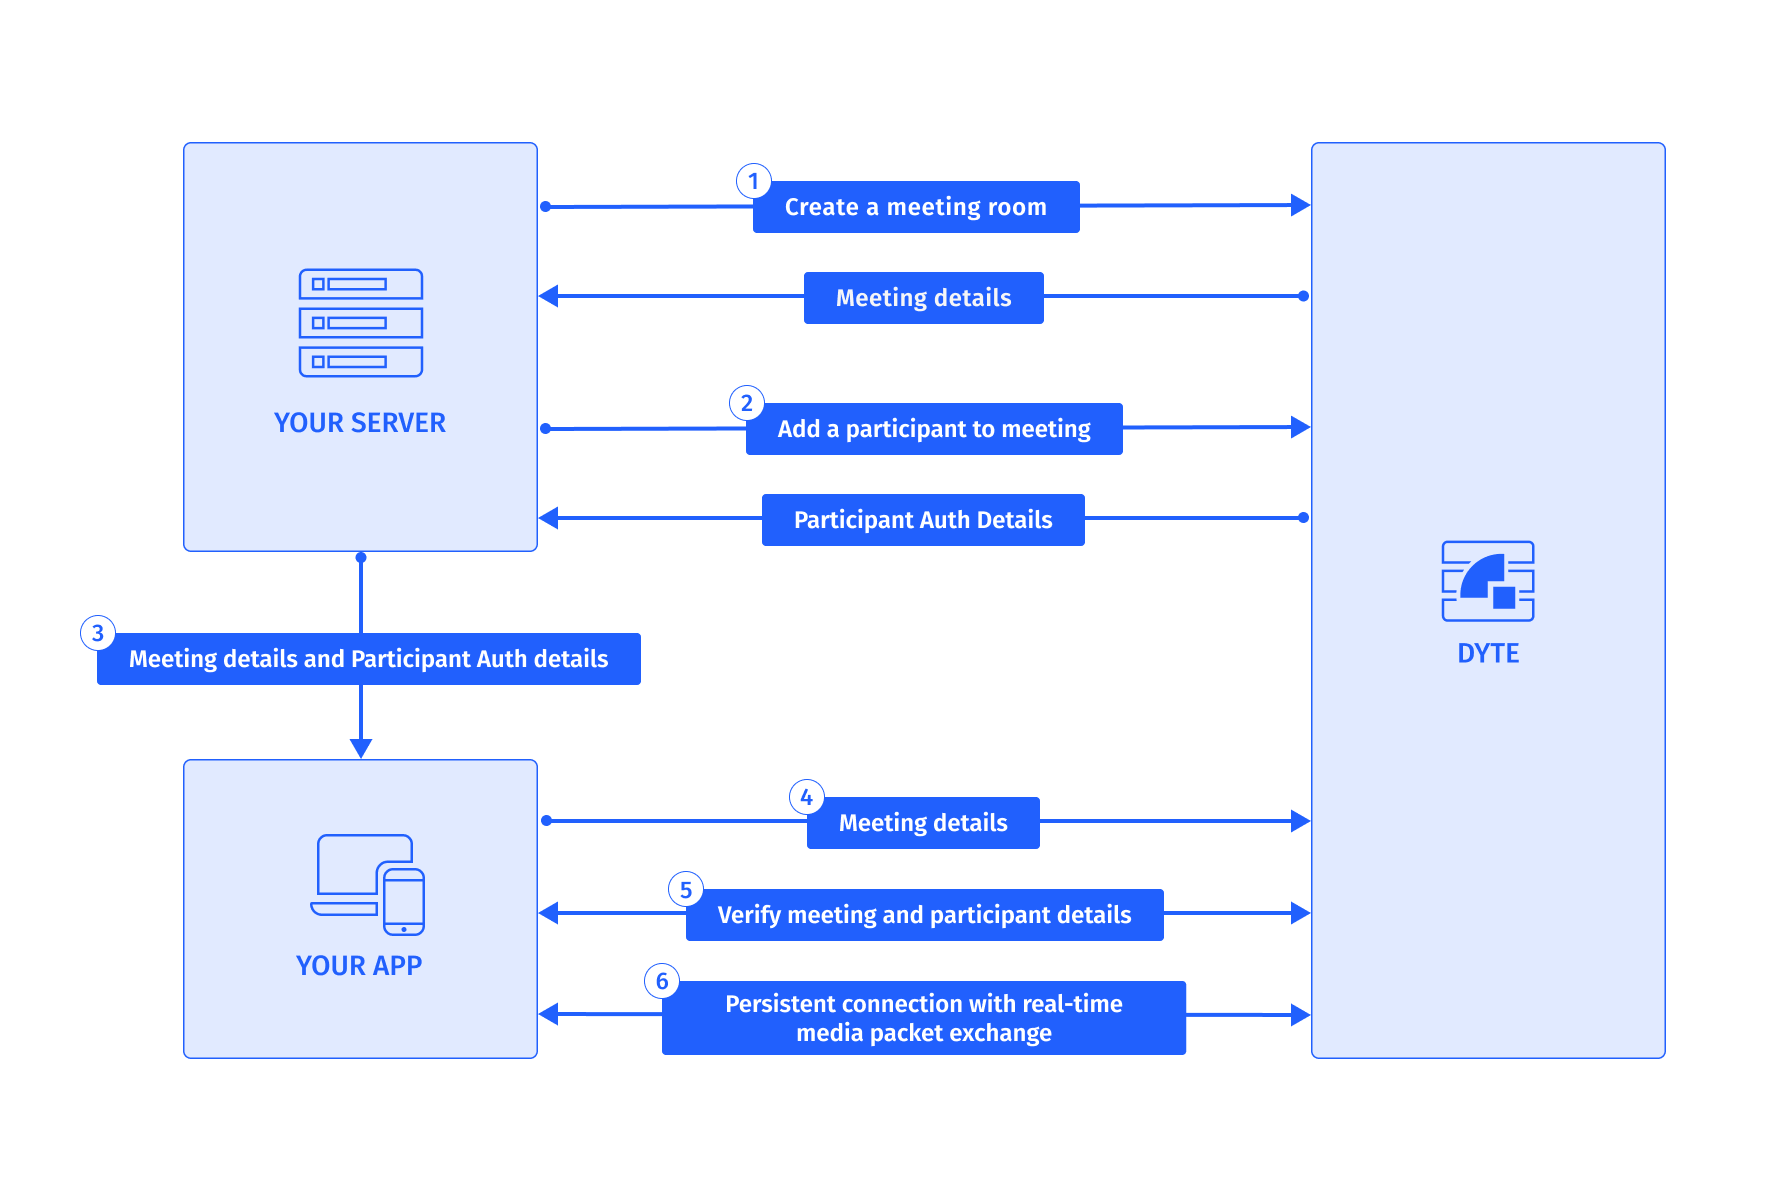 1
Create a meeting room
Meeting details
YOUR SERVER
2
Add a participant to meeting
Participant Auth Details
3
Meeting details and Participant Auth details
DYTE
4
Meeting details
5
Verify meeting and participant details
YOUR APP
6
Persistent connection with real-time
media packet exchange